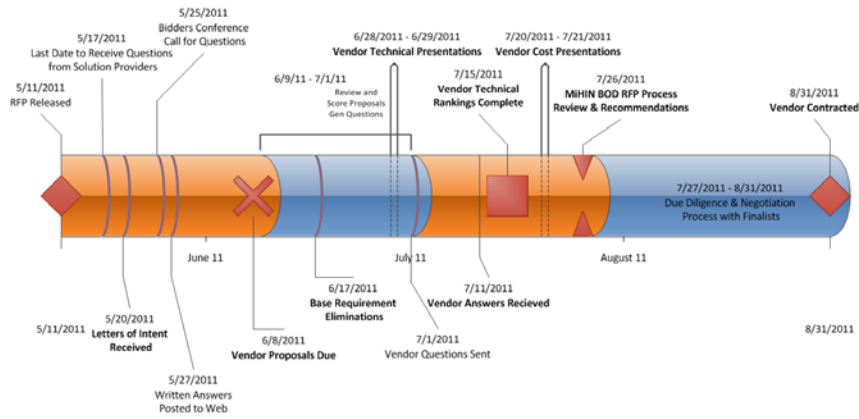 5/25/2011
Bidders Conference
Call for Questions
5/17/2011
Last Date to Receive Questions
from Solution Providers
5/11/2011
RFP Released
6/28/2011 - 6/29/2011
Vendor Technical Presentations
7/20/2011 - 7/21/2011
Vendor Cost Presentations
6/9/11 - 7/1/11
Review and
Score Proposals
Gen Questions
7/15/2011
Vendor Technical
Rankings Complete
7/26/2011
MiHIN BOD RFP Process
Review & Recommendations
8/31/2011
Vendor Contracted
7/27/2011 - 8/31/2011
Due Diligence & Negotiation
Process with Finalists
June 11
July 11
August 11
5/11/2011
5/20/2011
Letters of Intent
Received
5/27/2011
Written Answers
Posted to Web
6/8/2011
Vendor Proposals Due
6/17/2011
Base Requirement
Eliminations
7/1/2011
Vendor Questions Sent
7/11/2011
Vendor Answers Recieved
8/31/2011